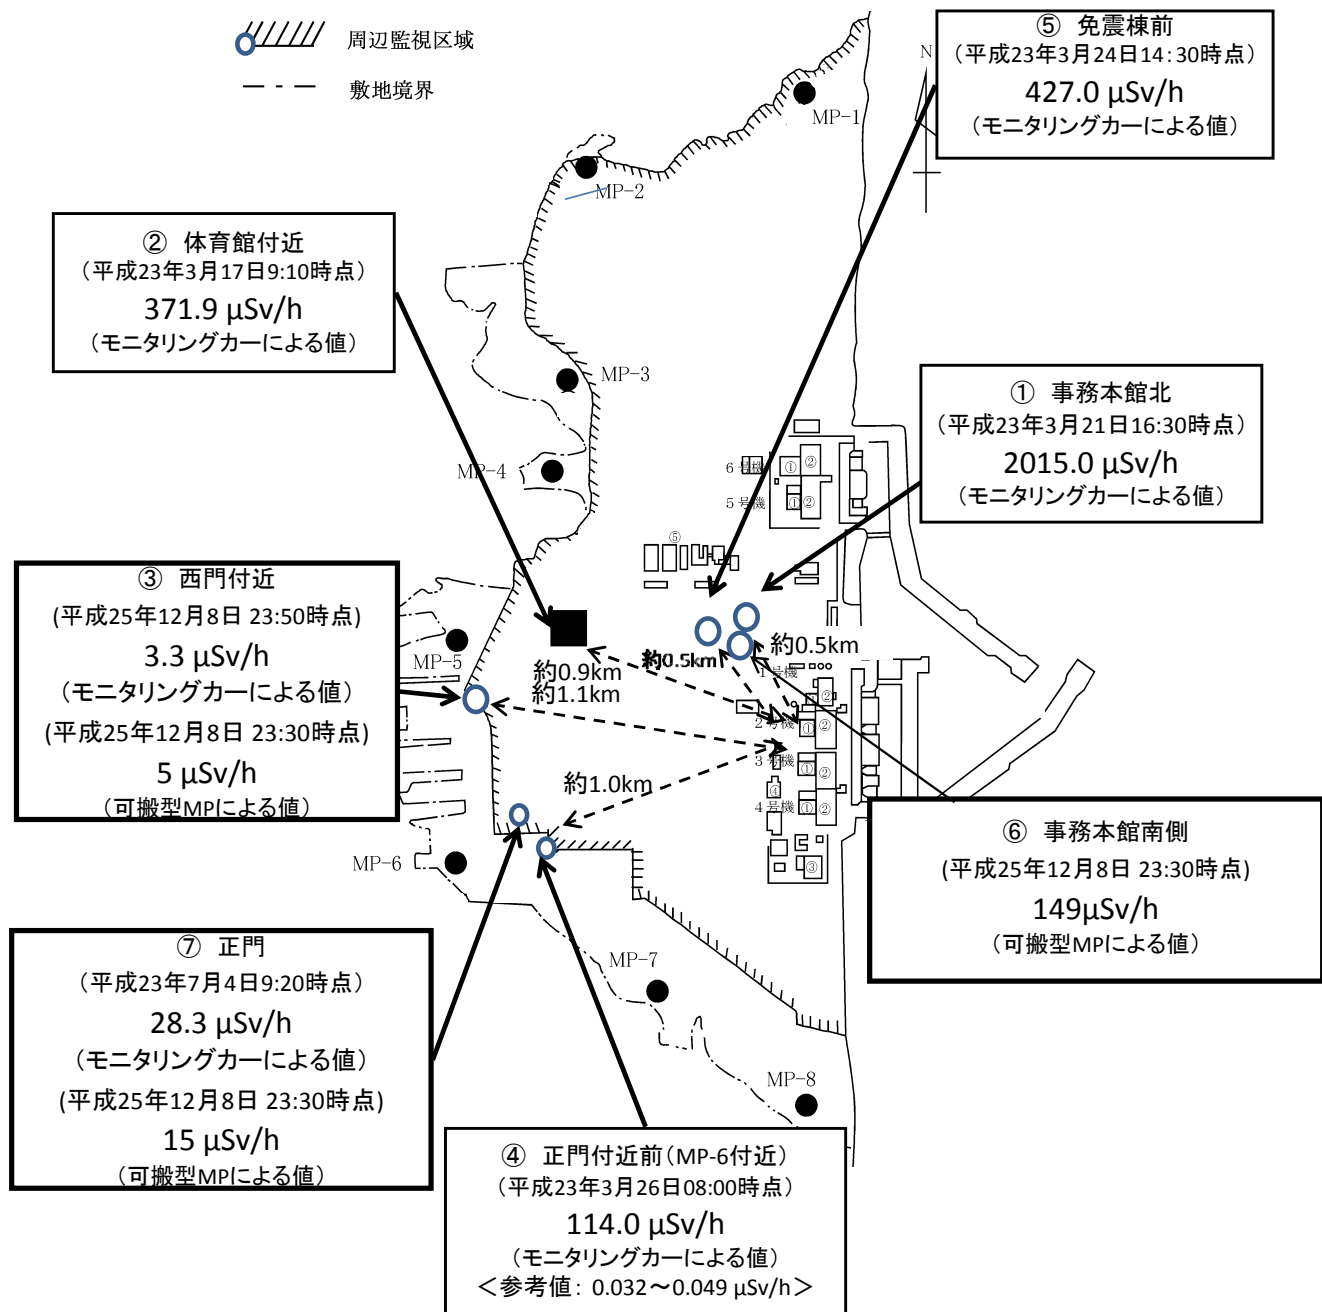 周辺監視区域
敷地境界
⑤ 免震棟前
（平成23年3月24日14：30時点）
427.0 μSv/h
（モニタリングカーによる値）
N
MP-1
MP-2
② 体育館付近
（平成23年3月17日9:10時点）
371.9 μSv/h
（モニタリングカーによる値）
MP-3
① 事務本館北
（平成23年3月21日16:30時点）
2015.0 μSv/h
（モニタリングカーによる値）
MP-4
6号機
① ②
5号機
① ②
⑤
③ 西門付近
(平成25年12月8日 23:50時点)
3.3 μSv/h
（モニタリングカーによる値）
(平成25年12月8日 23:30時点)
5 μSv/h
（可搬型MPによる値）
MP-5
約0.9km
約1.1km
約0.5km
約0.5km
1号機
②
2号機
① ②
3号機
① ②
④
4号機
① ②
③
約1.0km
MP-6
⑥ 事務本館南側
(平成25年12月8日 23:30時点)
149μSv/h
（可搬型MPによる値）
⑦ 正門
（平成23年7月4日9:20時点）
28.3 μSv/h
（モニタリングカーによる値）
(平成25年12月8日 23:30時点)
15 μSv/h
（可搬型MPによる値）
MP-7
MP-8
④ 正門付近前（MP-6付近）
（平成23年3月26日08:00時点）
114.0 μSv/h
（モニタリングカーによる値）
＜参考値： 0.032～0.049 μSv/h＞